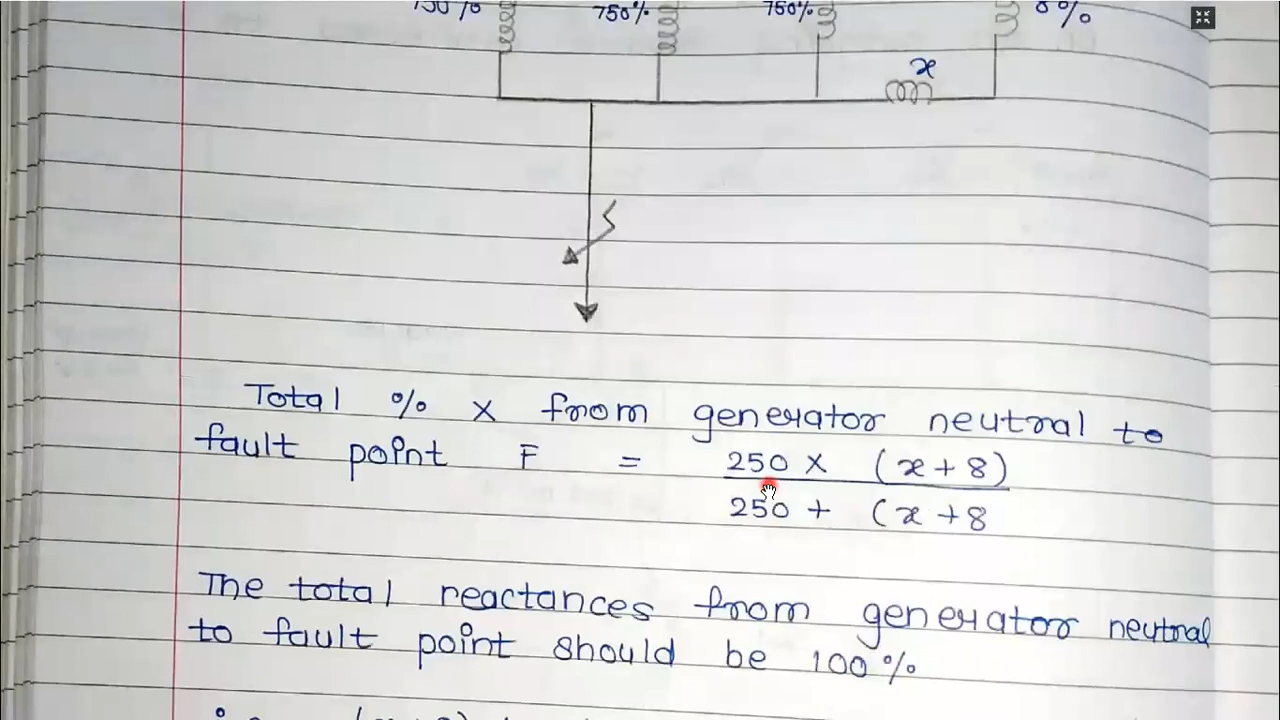 750% 750% 8%
x
Total % X from generator neutral to
fault point F = 250 X (x+8)
250 + (x+8
The total reactances from generator neutral
to fault point should be 100%